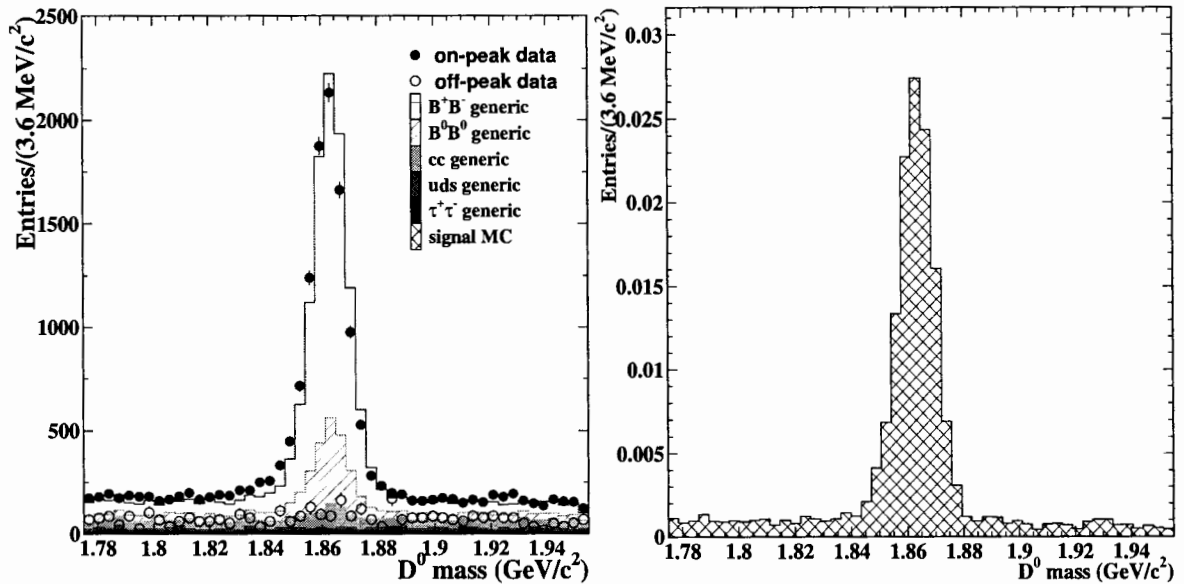 2500
2000
1500
1000
500
0
Entries/(3.6 MeV/c²)
on-peak data
off-peak data
B⁺B⁻ generic
B⁰B⁰ generic
cc generic
uds generic
τ⁺τ⁻ generic
signal MC
1.78 1.8 1.82 1.84 1.86 1.88 1.9 1.92 1.94
D⁰ mass (GeV/c²)
0.03
0.025
0.02
0.015
0.01
0.005
0
Entries/(3.6 MeV/c²)
1.78 1.8 1.82 1.84 1.86 1.88 1.9 1.92 1.94
D⁰ mass (GeV/c²)